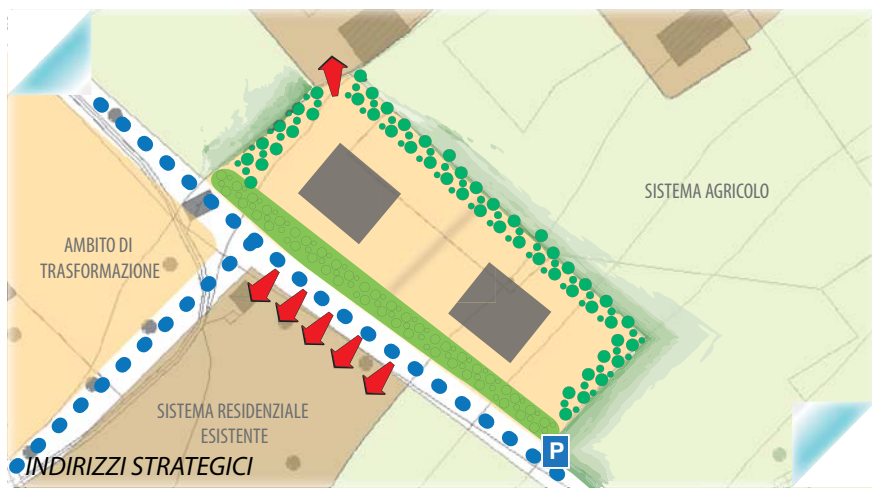 SISTEMA AGRICOLO
AMBITO DI
TRASFORMAZIONE
SISTEMA RESIDENZIALE
ESISTENTE
P
INDIRIZZI STRATEGICI